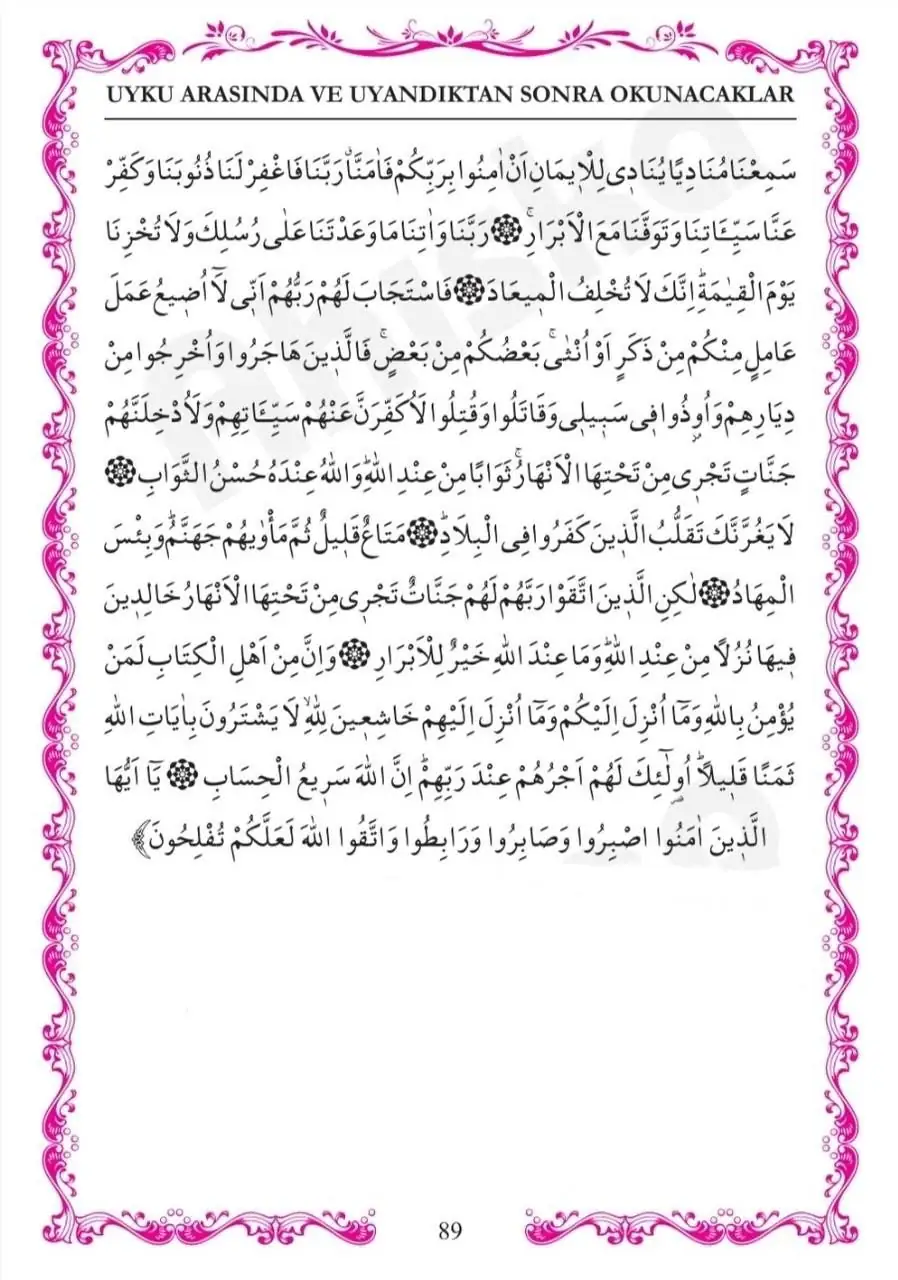 UYKU ARASINDA VE UYANDIKTAN SONRA OKUNACAKLAR
سَمِعْنَا مُنَادِيًا يُنَادٖى لِلْاٖيمَانِ اَنْ اٰمِنُوا بِرَبِّكُمْ فَاٰمَنَّاۗ رَبَّنَا فَاغْفِرْ لَنَا ذُنُوبَنَا وَكَفِّرْ
عَنَّا سَيِّـَٔاتِنَا وَتَوَفَّنَا مَعَ الْاَبْرَارِۚ ۞ رَبَّنَا وَاٰتِنَا مَا وَعَدْتَنَا عَلٰى رُسُلِكَ وَلَا تُخْزِنَا
يَوْمَ الْقِيٰمَةِۜ اِنَّكَ لَا تُخْلِفُ الْمٖيعَادَ ۞ فَاسْتَجَابَ لَهُمْ رَبُّهُمْ اَنّٖى لَٓا اُضٖيعُ عَمَلَ
عَامِلٍ مِنْكُمْ مِنْ ذَكَرٍ اَوْ اُنْثٰىۚ بَعْضُكُمْ مِنْ بَعْضٍۚ فَالَّذٖينَ هَاجَرُوا وَاُخْرِجُوا مِنْ
دِيَارِهِمْ وَاُو۫ذُوا فٖى سَبٖيلٖى وَقَاتَلُوا وَقُتِلُوا لَاُكَفِّرَنَّ عَنْهُمْ سَيِّـَٔاتِهِمْ وَلَاُدْخِلَنَّهُمْ
جَنَّاتٍ تَجْرٖى مِنْ تَحْتِهَا الْاَنْهَارُۚ ثَوَابًا مِنْ عِنْدِ اللّٰهِۜ وَاللّٰهُ عِنْدَهُ حُسْنُ الثَّوَابِ ۞
لَا يَغُرَّنَّكَ تَقَلُّبُ الَّذٖينَ كَفَرُوا فِى الْبِلَادِۜ ۞ مَتَاعٌ قَلٖيلٌ ثُمَّ مَأْوٰيهُمْ جَهَنَّمُۜ وَبِئْسَ
الْمِهَادُ ۞ لٰكِنِ الَّذٖينَ اتَّقَوْا رَبَّهُمْ لَهُمْ جَنَّاتٌ تَجْرٖى مِنْ تَحْتِهَا الْاَنْهَارُ خَالِدٖينَ
فٖيهَا نُزُلًا مِنْ عِنْدِ اللّٰهِۜ وَمَا عِنْدَ اللّٰهِ خَيْرٌ لِلْاَبْرَارِ ۞ وَاِنَّ مِنْ اَهْلِ الْكِتَابِ لَمَنْ
يُؤْمِنُ بِاللّٰهِ وَمَٓا اُنْزِلَ اِلَيْكُمْ وَمَٓا اُنْزِلَ اِلَيْهِمْ خَاشِعٖينَ لِلّٰهِۙ لَا يَشْتَرُونَ بِاٰيَاتِ اللّٰهِ
ثَمَنًا قَلٖيلًاۜ اُو۬لٰٓئِكَ لَهُمْ اَجْرُهُمْ عِنْدَ رَبِّهِمْۜ اِنَّ اللّٰهَ سَرٖيعُ الْحِسَابِ ۞ يَٓا اَيُّهَا
الَّذٖينَ اٰمَنُوا اصْبِرُوا وَصَابِرُوا وَرَابِطُوا وَاتَّقُوا اللّٰهَ لَعَلَّكُمْ تُفْلِحُونَ﴾
89